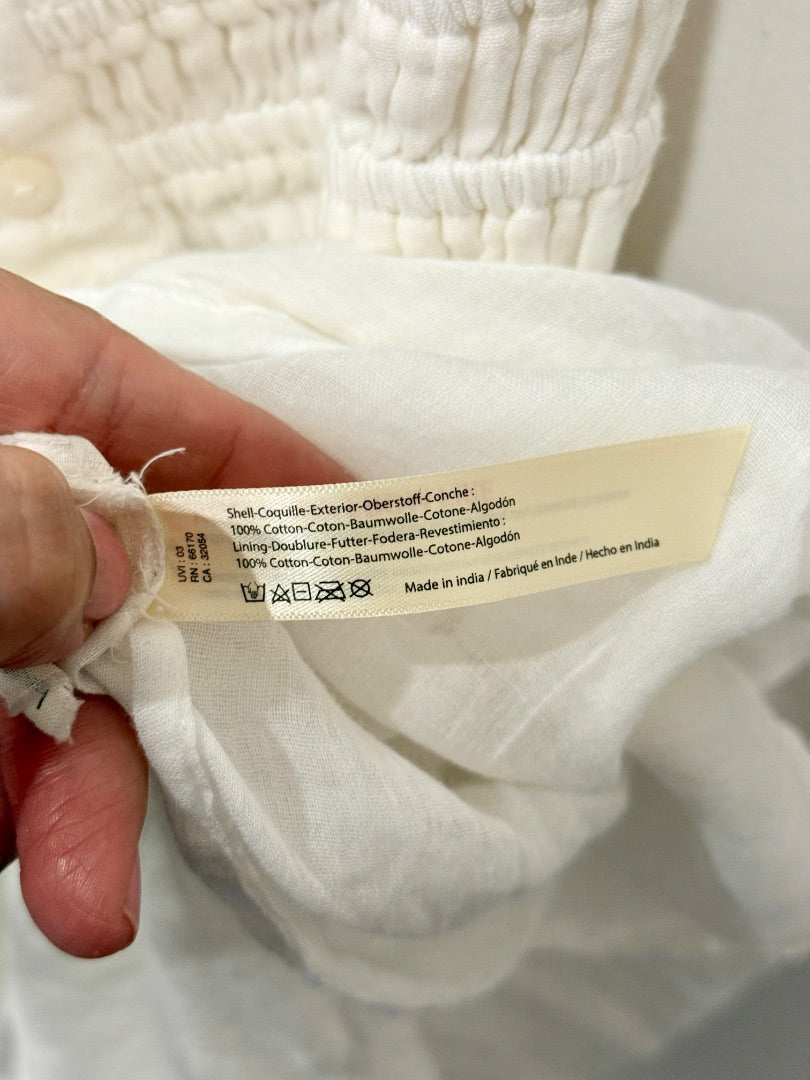 UVI : 03
RN : 66170
CA : 32054
Shell-Coquille-Exterior-Oberstoff-Conche :
100% Cotton-Coton-Baumwolle-Cotone-Algodón
Lining-Doublure-Futter-Fodera-Revestimiento :
100% Cotton-Coton-Baumwolle-Cotone-Algodón
Made in india / Fabriqué en Inde / Hecho en India